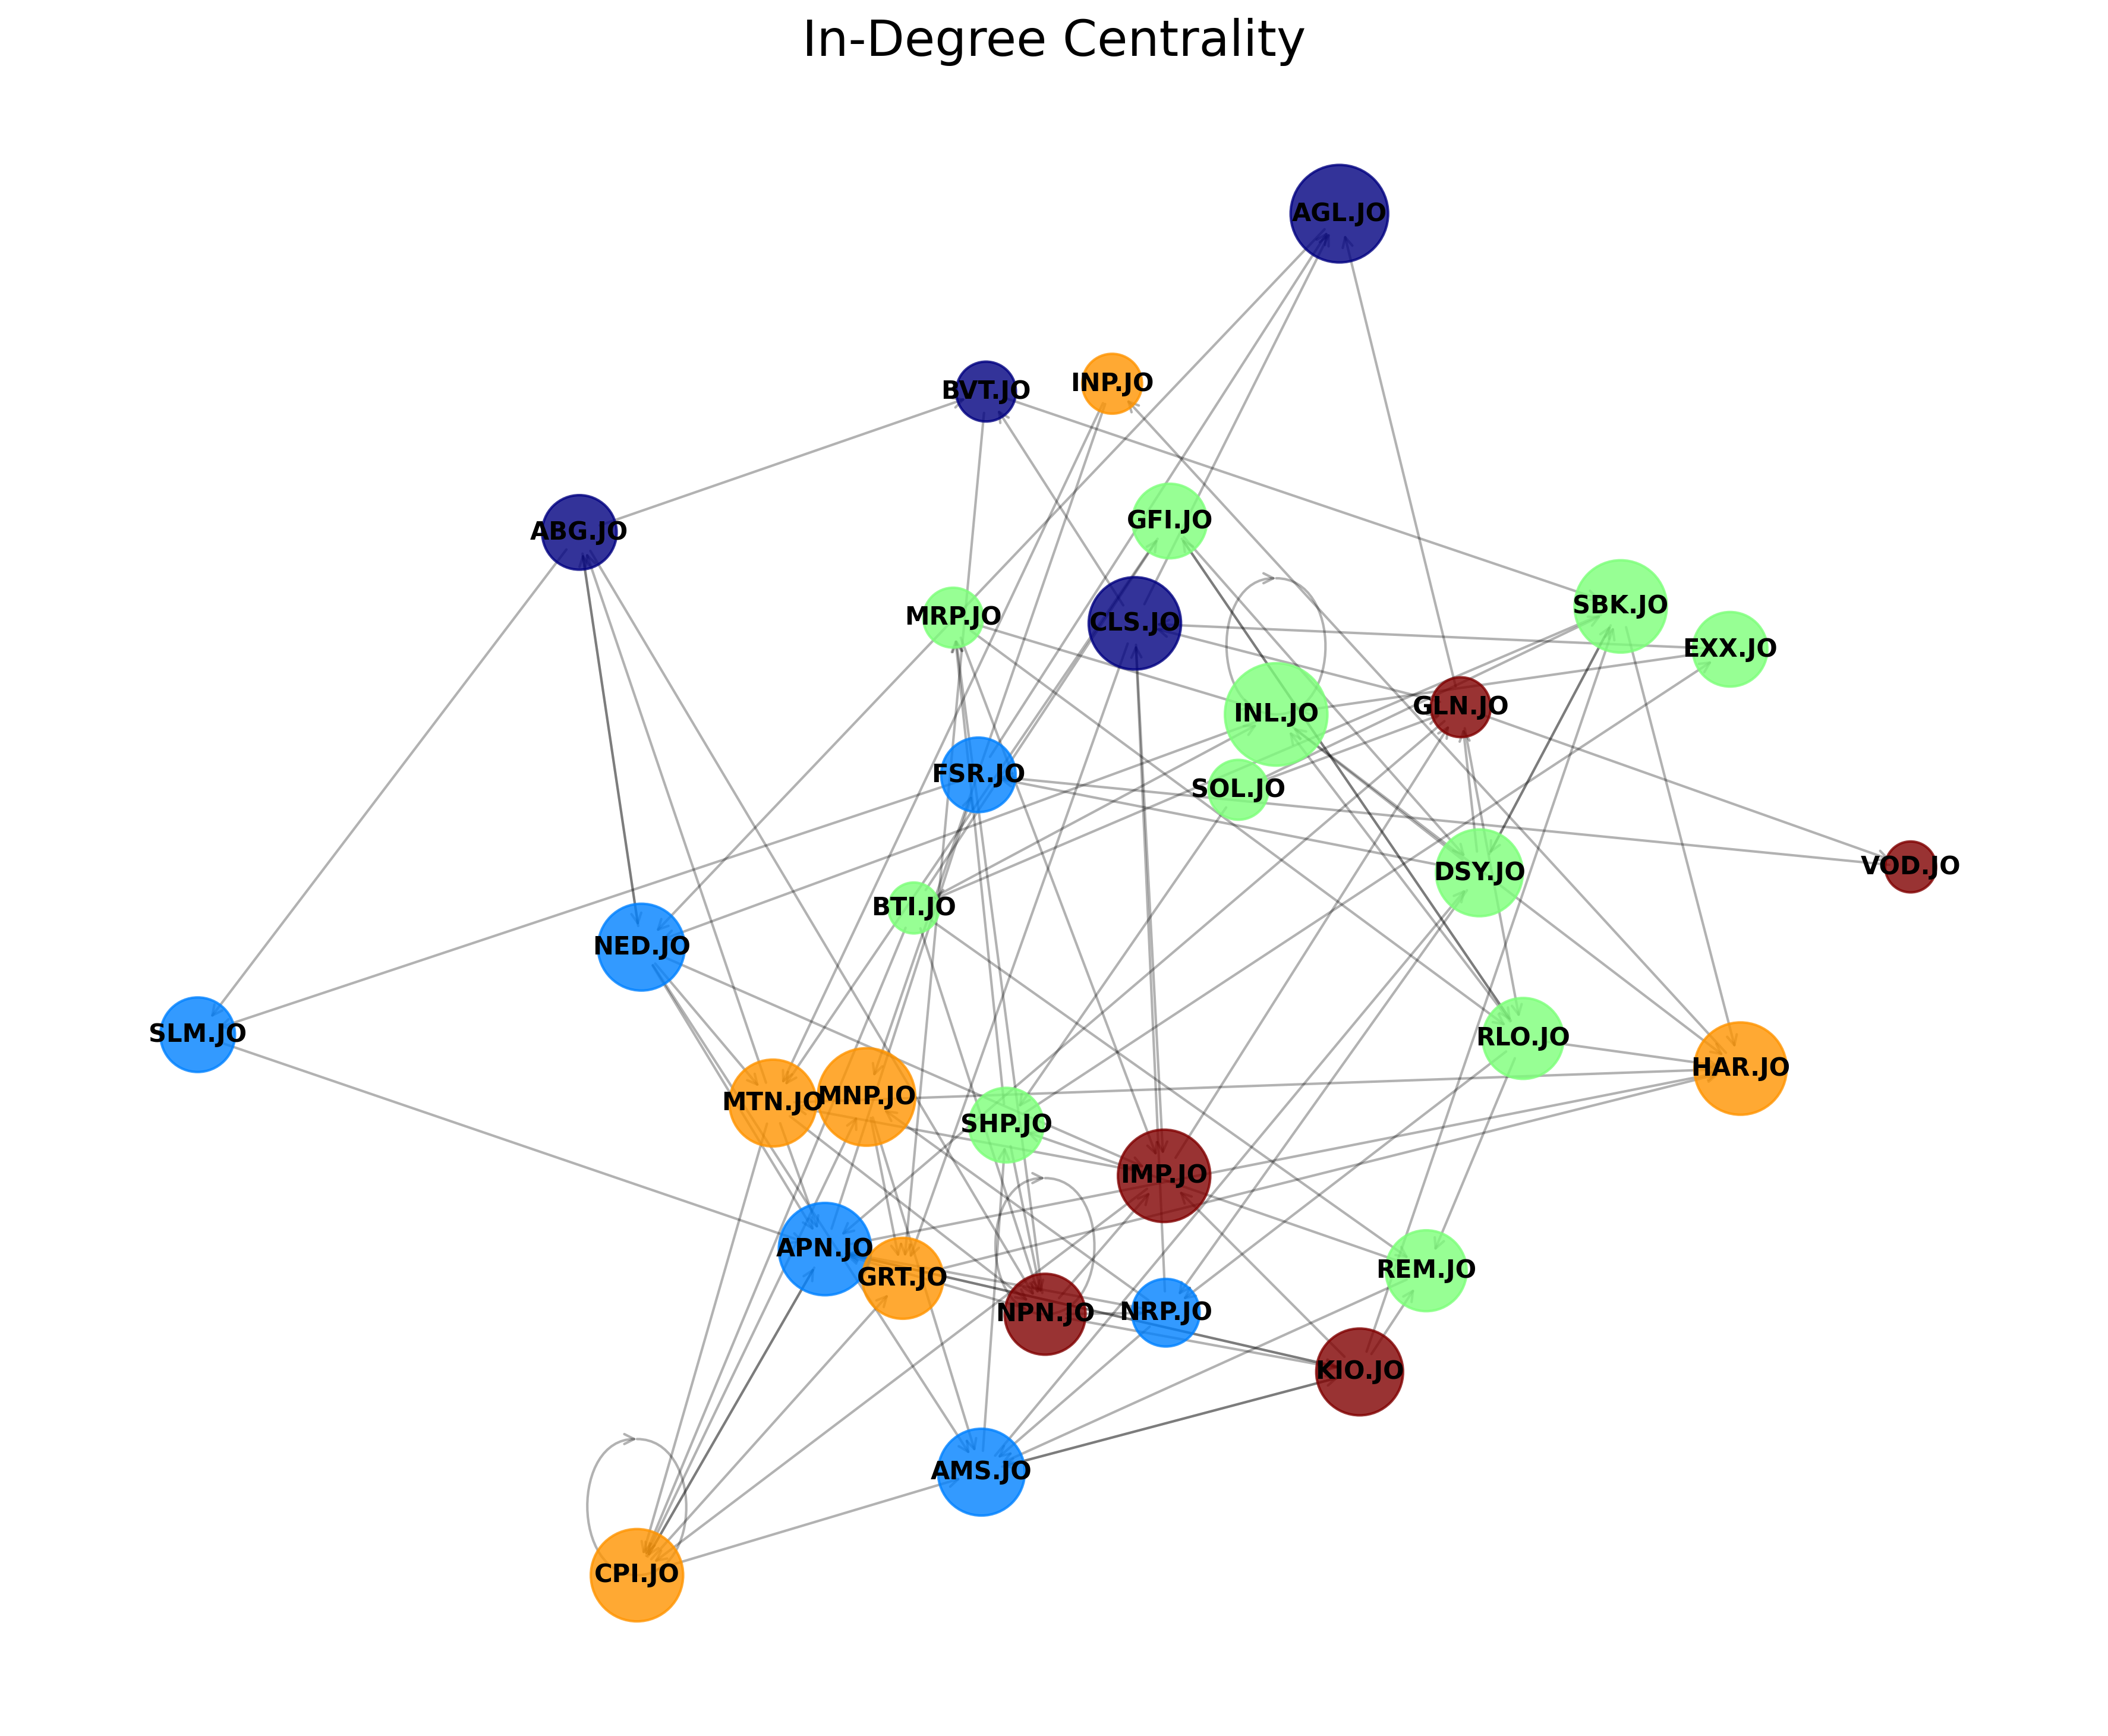 In-Degree Centrality
AGL.JO
BVT.JO
INP.JO
ABG.JO
GFI.JO
MRP.JO
CLS.JO
SBK.JO
EXX.JO
INL.JO
GLN.JO
FSR.JO
SOL.JO
DSY.JO
VOD.JO
BTI.JO
NED.JO
SLM.JO
RLO.JO
HAR.JO
MTN.JO
MNP.JO
SHP.JO
IMP.JO
APN.JO
GRT.JO
REM.JO
NPN.JO
NRP.JO
KIO.JO
AMS.JO
CPI.JO